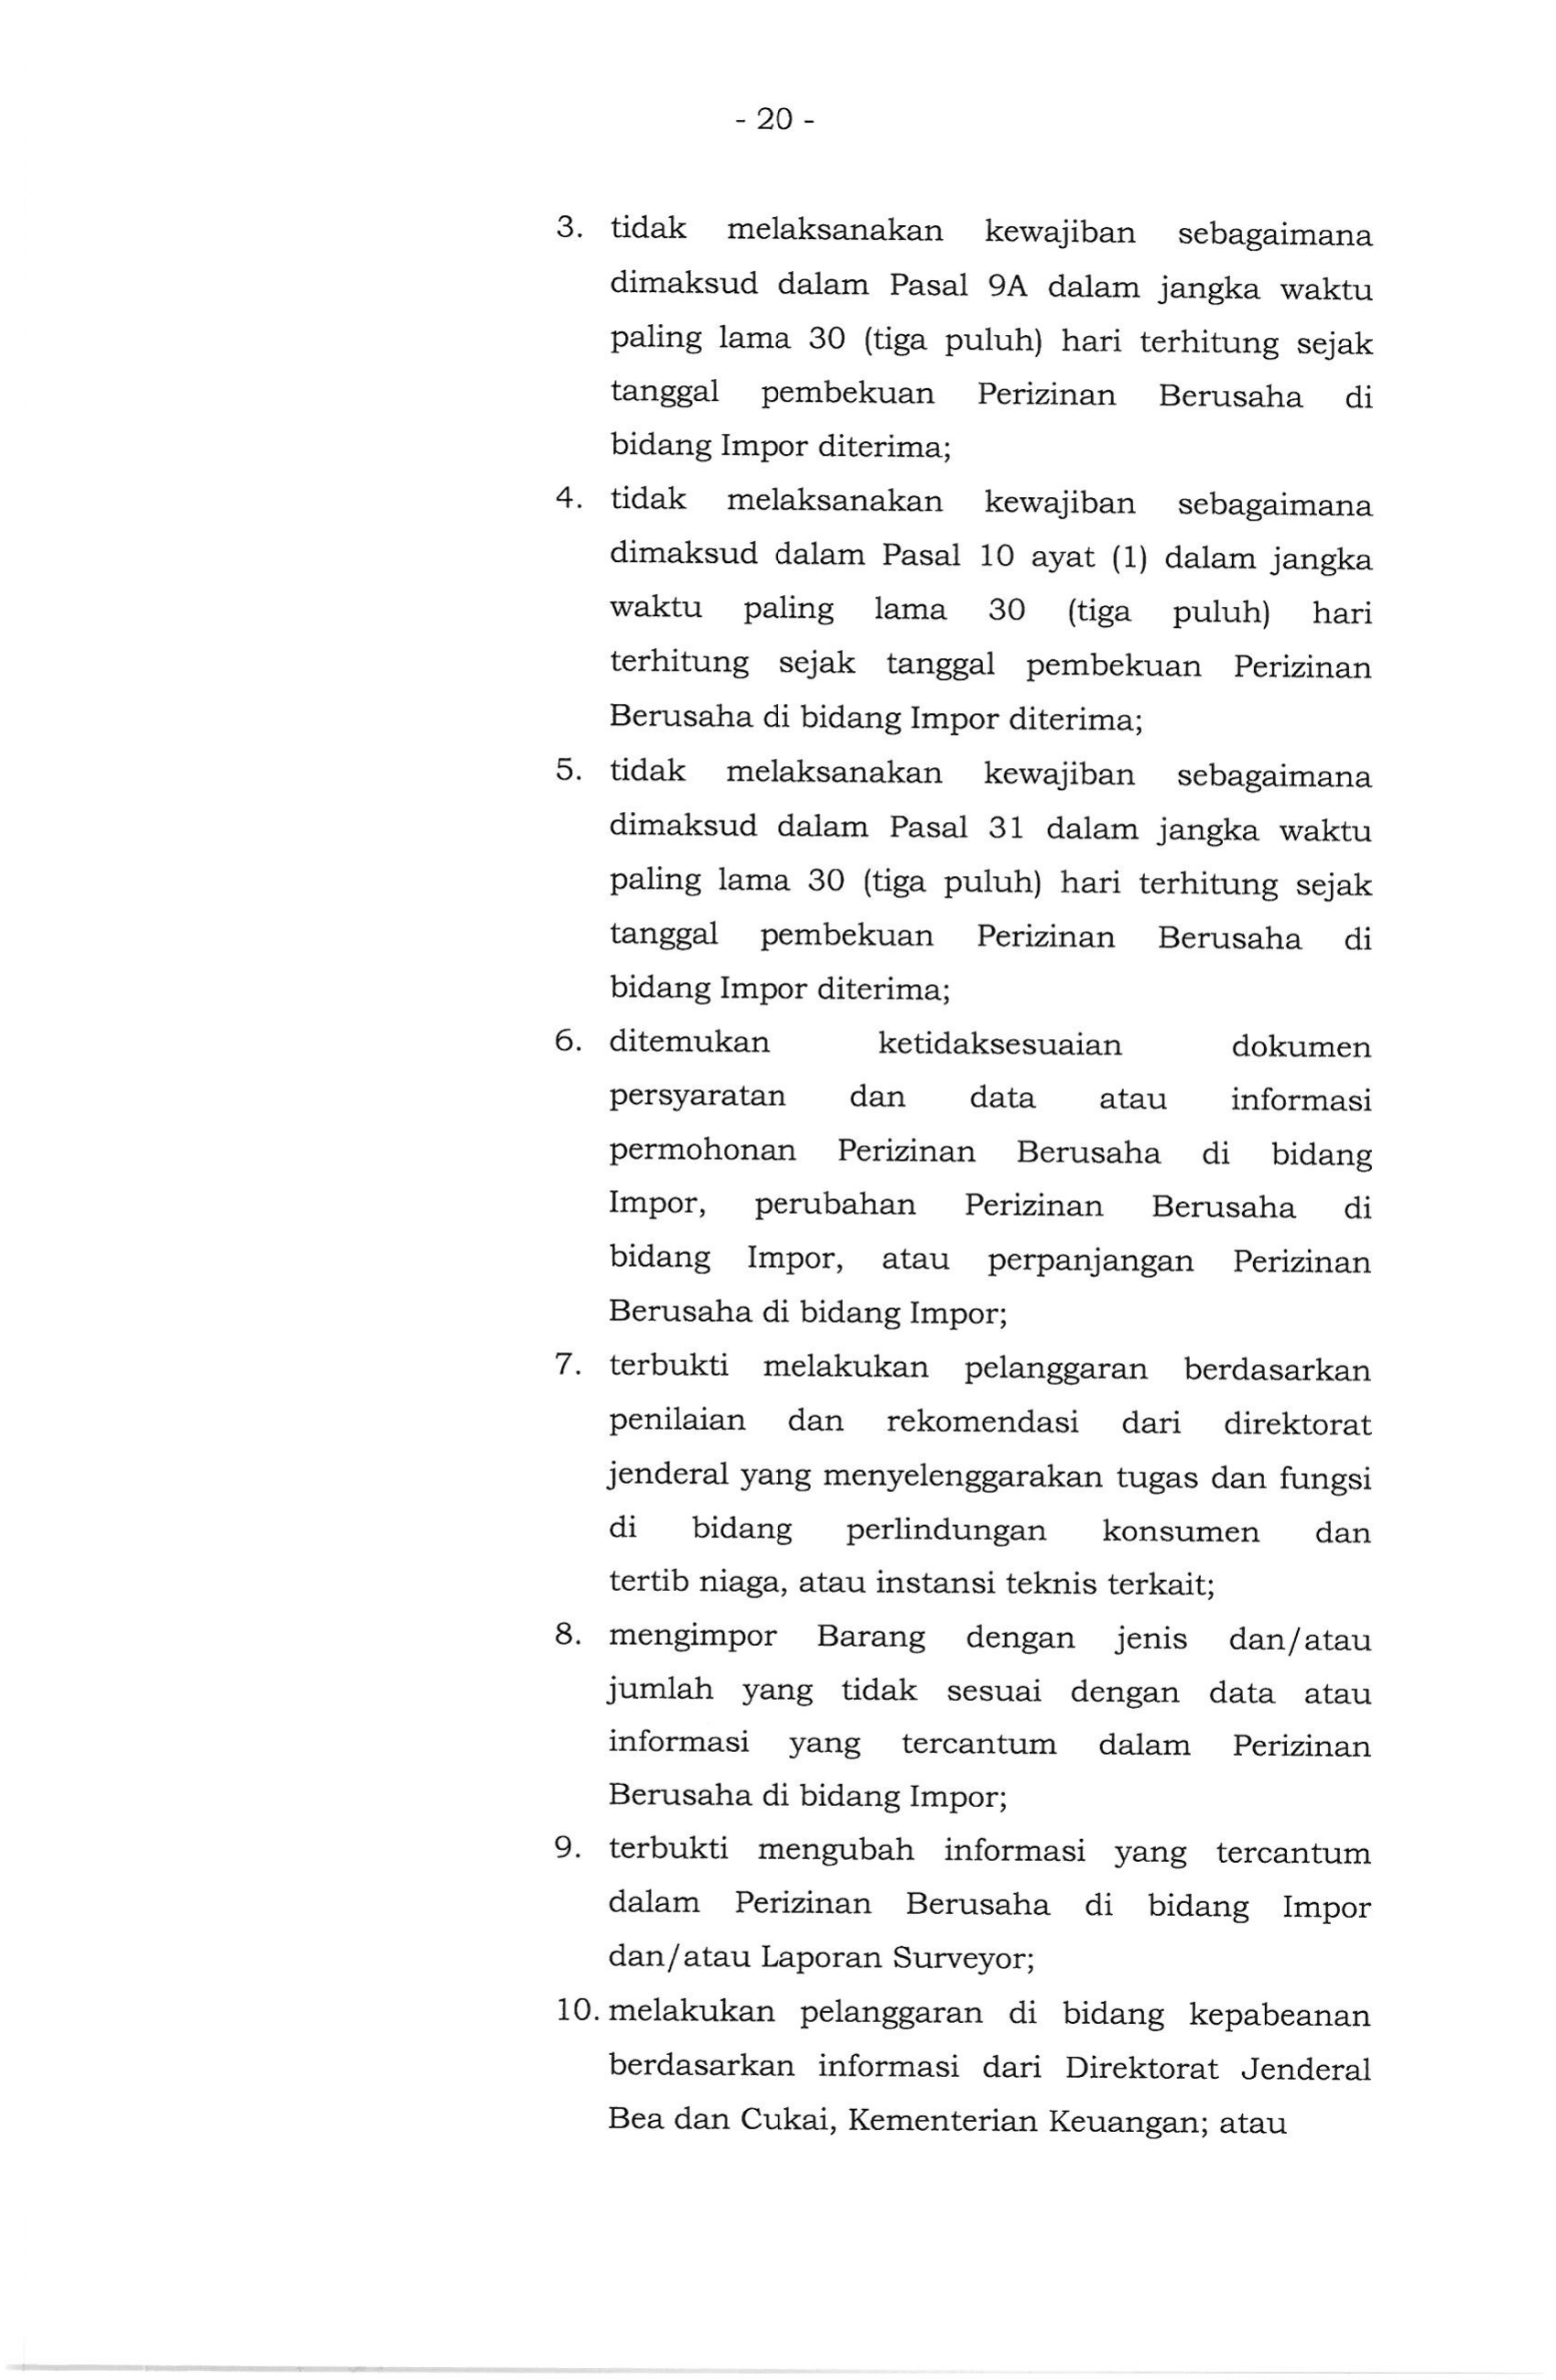 - 20 -
3. tidak melaksanakan kewajiban sebagaimana
dimaksud dalam Pasal 9A dalam jangka waktu
paling lama 30 (tiga puluh) hari terhitung sejak
tanggal pembekuan Perizinan Berusaha di
bidang Impor diterima;
4. tidak melaksanakan kewajiban sebagaimana
dimaksud dalam Pasal 10 ayat (1) dalam jangka
waktu paling lama 30 (tiga puluh) hari
terhitung sejak tanggal pembekuan Perizinan
Berusaha di bidang Impor diterima;
5. tidak melaksanakan kewajiban sebagaimana
dimaksud dalam Pasal 31 dalam jangka waktu
paling lama 30 (tiga puluh) hari terhitung sejak
tanggal pembekuan Perizinan Berusaha di
bidang Impor diterima;
6. ditemukan ketidaksesuaian dokumen
persyaratan dan data atau informasi
permohonan Perizinan Berusaha di bidang
Impor, perubahan Perizinan Berusaha di
bidang Impor, atau perpanjangan Perizinan
Berusaha di bidang Impor;
7. terbukti melakukan pelanggaran berdasarkan
penilaian dan rekomendasi dari direktorat
jenderal yang menyelenggarakan tugas dan fungsi
di bidang perlindungan konsumen dan
tertib niaga, atau instansi teknis terkait;
8. mengimpor Barang dengan jenis dan/atau
jumlah yang tidak sesuai dengan data atau
informasi yang tercantum dalam Perizinan
Berusaha di bidang Impor;
9. terbukti mengubah informasi yang tercantum
dalam Perizinan Berusaha di bidang Impor
dan/atau Laporan Surveyor;
10. melakukan pelanggaran di bidang kepabeanan
berdasarkan informasi dari Direktorat Jenderal
Bea dan Cukai, Kementerian Keuangan; atau